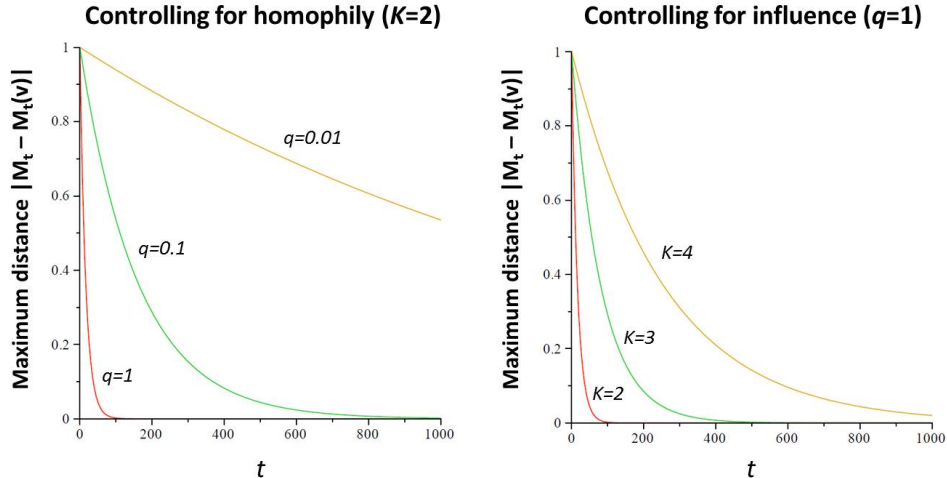 Controlling for homophily (K=2)
Maximum distance |Mt – Mt(v)|
1
0.8
0.6
0.4
0.2
0
q=0.01
q=0.1
q=1
0
200
400
600
800
1000
t
Controlling for influence (q=1)
Maximum distance |Mt – Mt(v)|
1
0.8
0.6
0.4
0.2
0
K=4
K=3
K=2
0
200
400
600
800
1000
t